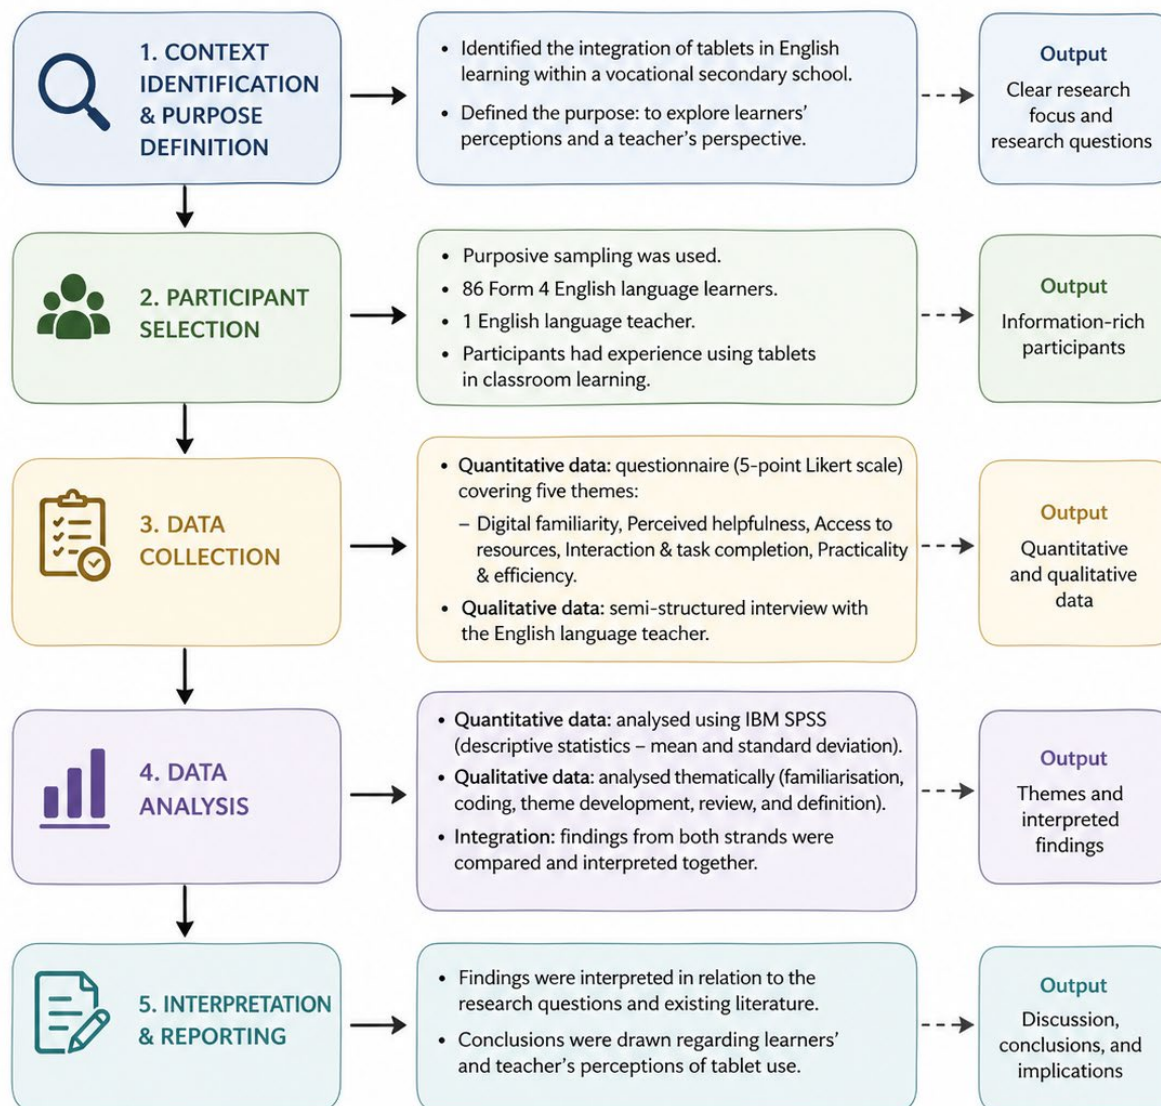 1. CONTEXT
IDENTIFICATION
& PURPOSE
DEFINITION
• Identified the integration of tablets in English
learning within a vocational secondary school.
• Defined the purpose: to explore learners’
perceptions and a teacher’s perspective.
Output
Clear research
focus and
research questions
2. PARTICIPANT
SELECTION
• Purposive sampling was used.
• 86 Form 4 English language learners.
• 1 English language teacher.
• Participants had experience using tablets
in classroom learning.
Output
Information-rich
participants
3. DATA
COLLECTION
• Quantitative data: questionnaire (5-point Likert scale)
covering five themes:
– Digital familiarity, Perceived helpfulness, Access to
resources, Interaction & task completion, Practicality
& efficiency.
• Qualitative data: semi-structured interview with
the English language teacher.
Output
Quantitative
and qualitative
data
4. DATA
ANALYSIS
• Quantitative data: analysed using IBM SPSS
(descriptive statistics – mean and standard deviation).
• Qualitative data: analysed thematically (familiarisation,
coding, theme development, review, and definition).
• Integration: findings from both strands were
compared and interpreted together.
Output
Themes and
interpreted
findings
5. INTERPRETATION
& REPORTING
• Findings were interpreted in relation to the
research questions and existing literature.
• Conclusions were drawn regarding learners’
and teacher’s perceptions of tablet use.
Output
Discussion,
conclusions, and
implications